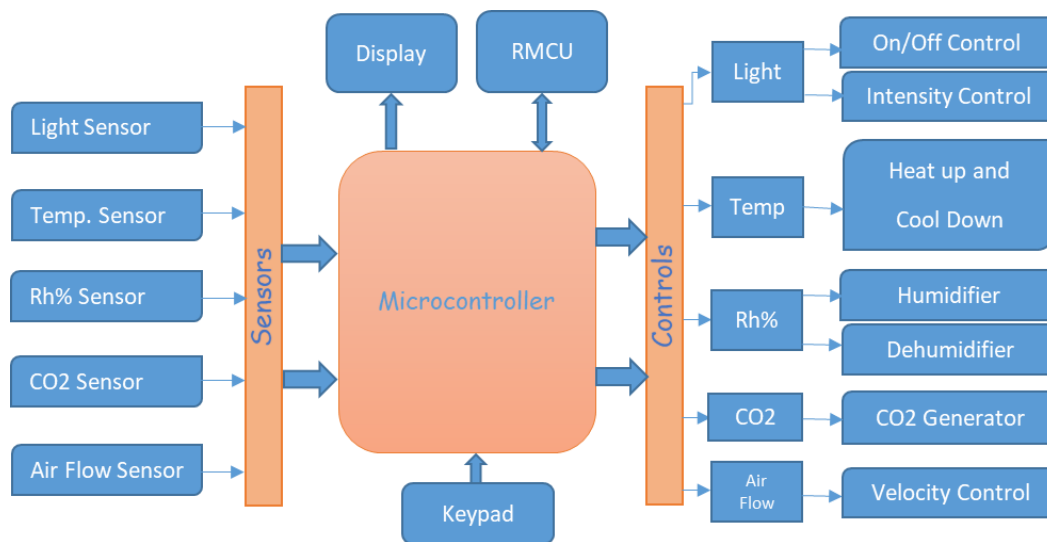 Display
RMCU
Light Sensor
Temp. Sensor
Rh% Sensor
CO2 Sensor
Air Flow Sensor
Sensors
Microcontroller
Keypad
Controls
Light
On/Off Control
Intensity Control
Temp
Heat up and
Cool Down
Rh%
Humidifier
Dehumidifier
CO2
CO2 Generator
Air
Flow
Velocity Control